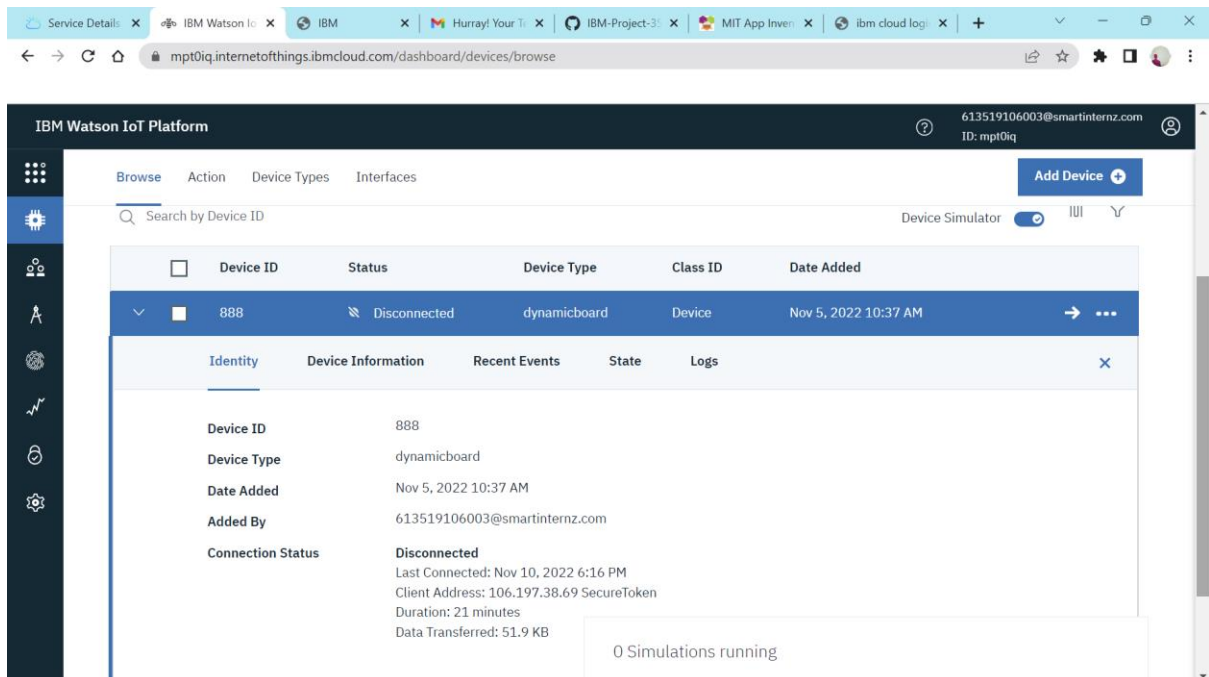 Service Details IBM Watson Io IBM Hurray! Your Te IBM-Project-35 MIT App Inven ibm cloud logi
mpt0iq.internetofthings.ibmcloud.com/dashboard/devices/browse
IBM Watson IoT Platform
613519106003@smartinternz.com
ID: mpt0iq
Browse Action Device Types Interfaces Add Device
Search by Device ID Device Simulator
Device ID Status Device Type Class ID Date Added
888 Disconnected dynamicboard Device Nov 5, 2022 10:37 AM
Identity Device Information Recent Events State Logs
Device ID 888
Device Type dynamicboard
Date Added Nov 5, 2022 10:37 AM
Added By 613519106003@smartinternz.com
Connection Status Disconnected
Last Connected: Nov 10, 2022 6:16 PM
Client Address: 106.197.38.69 SecureToken
Duration: 21 minutes
Data Transferred: 51.9 KB
0 Simulations running